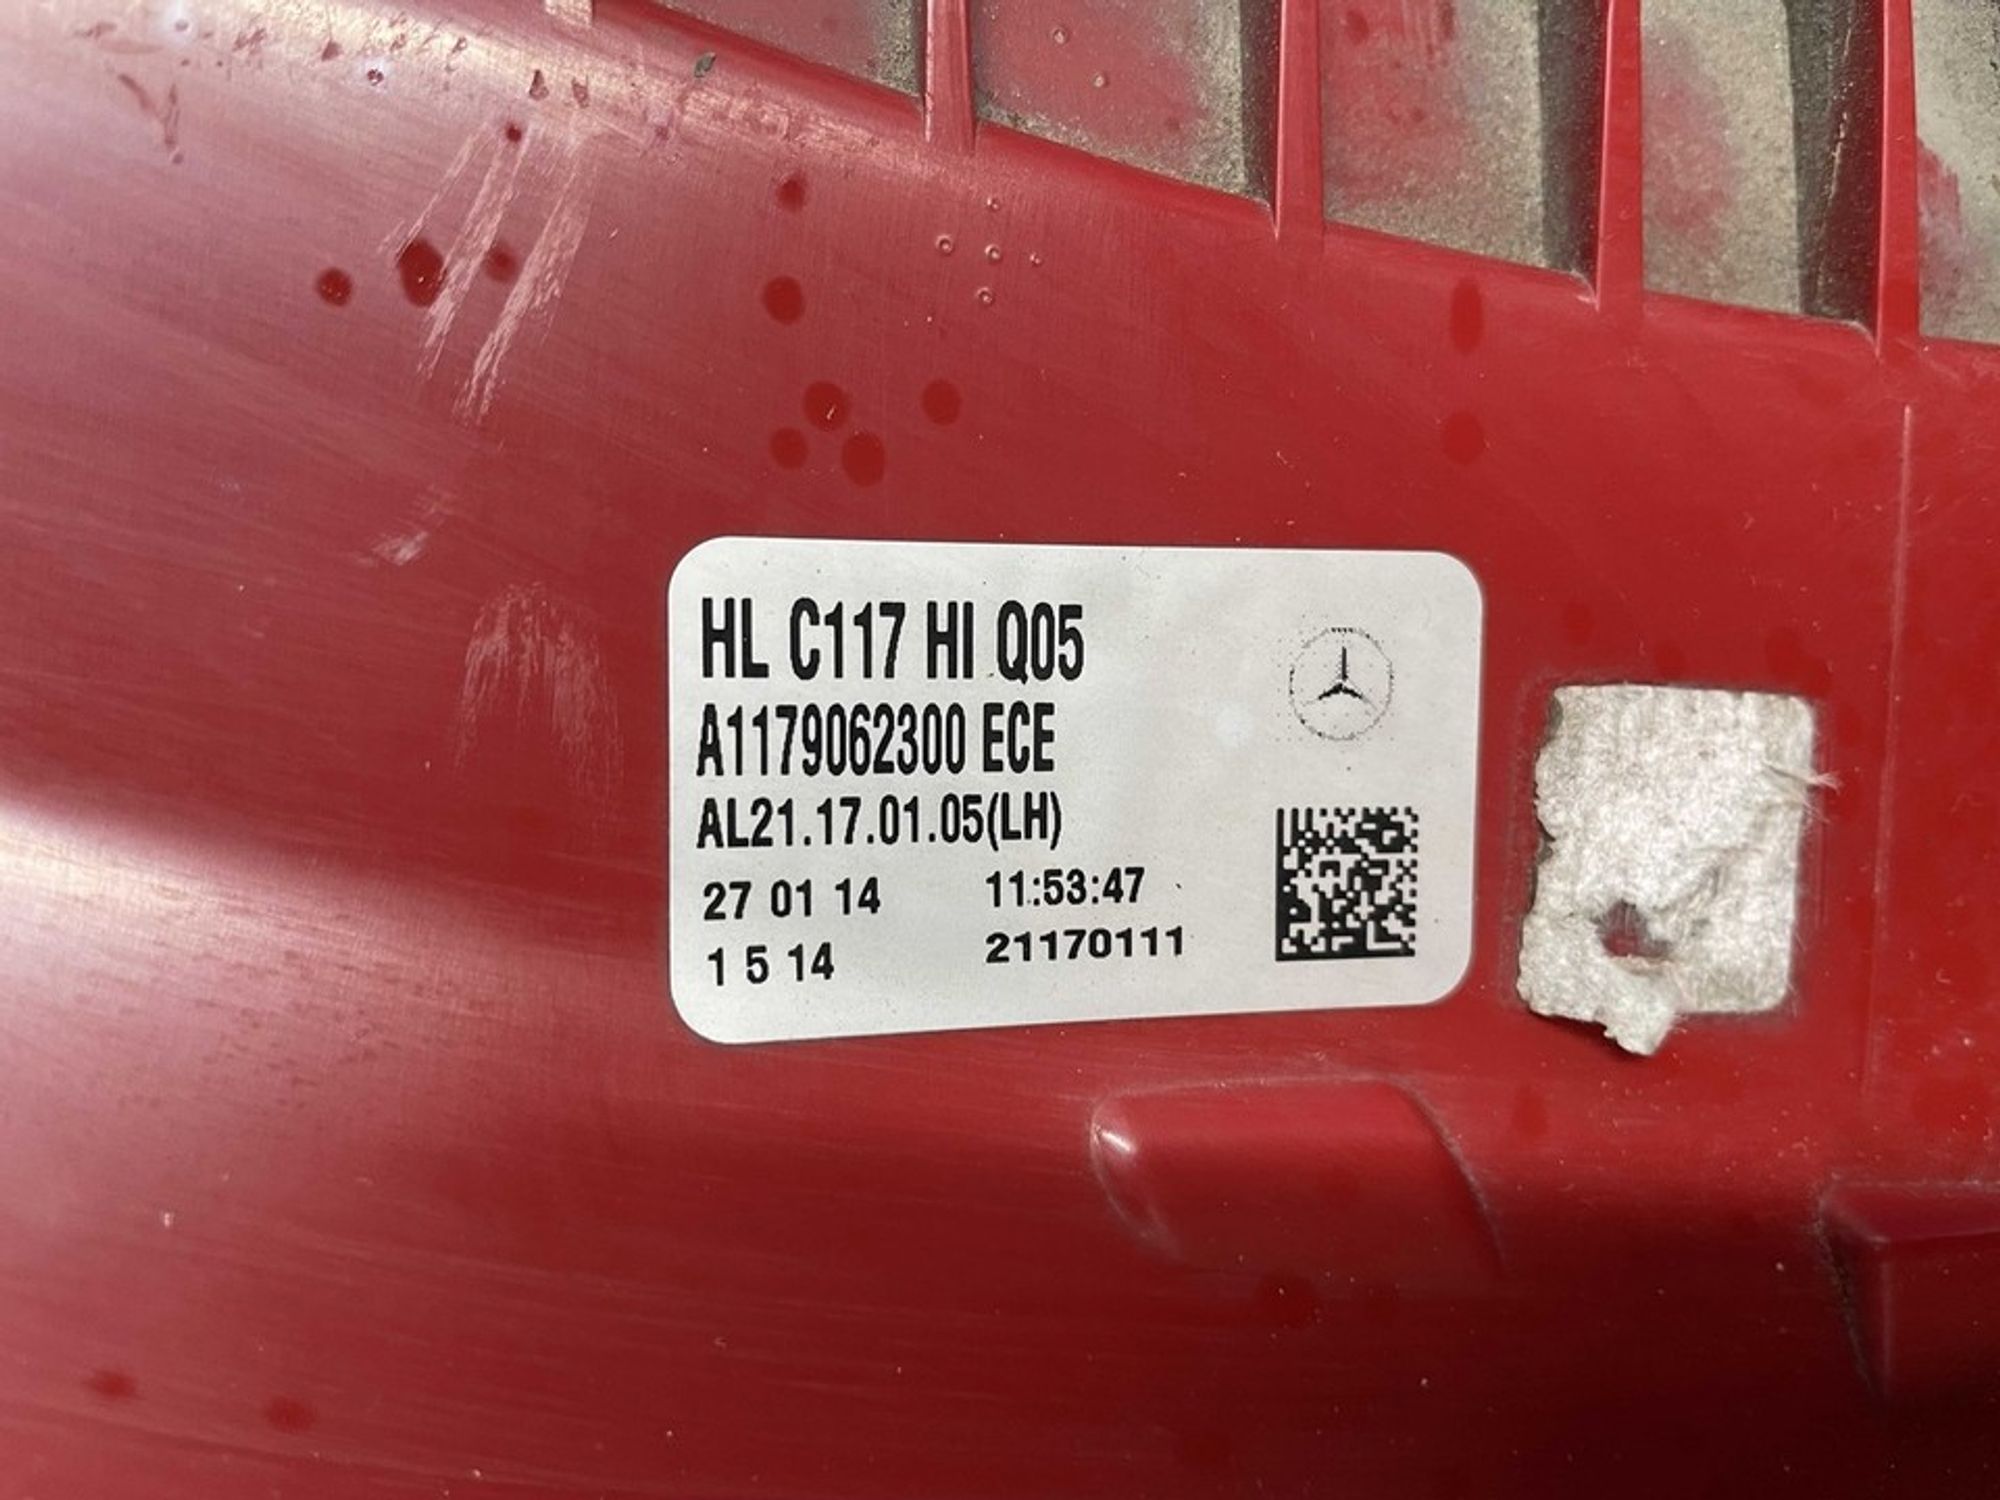 HL C117 HI Q05
A1179062300 ECE
AL21.17.01.05(LH)
27 01 14 11:53:47
1 5 14 21170111